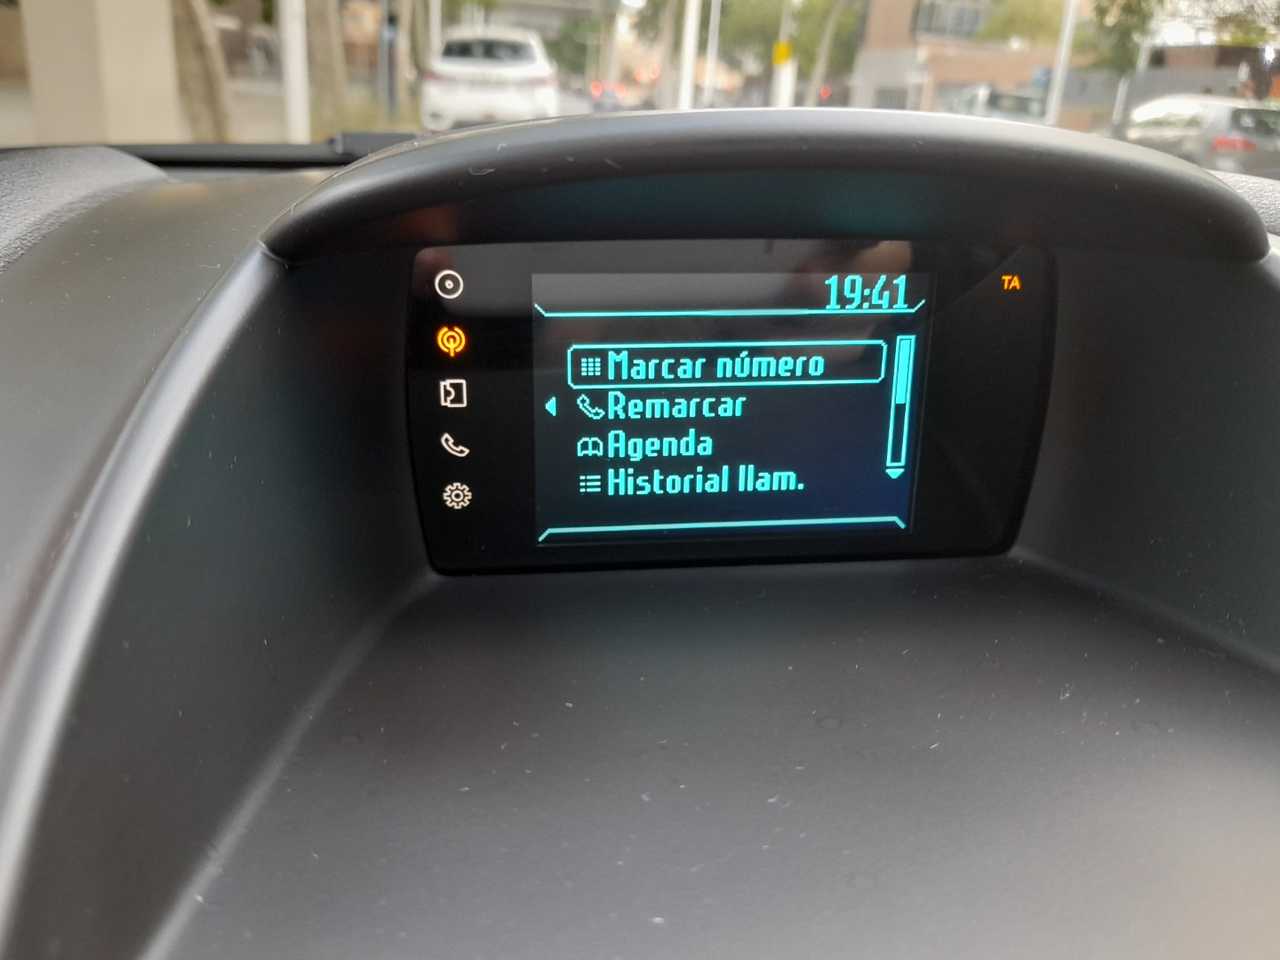 19:41
TA
Marcar número
Remarcar
Agenda
Historial llam.